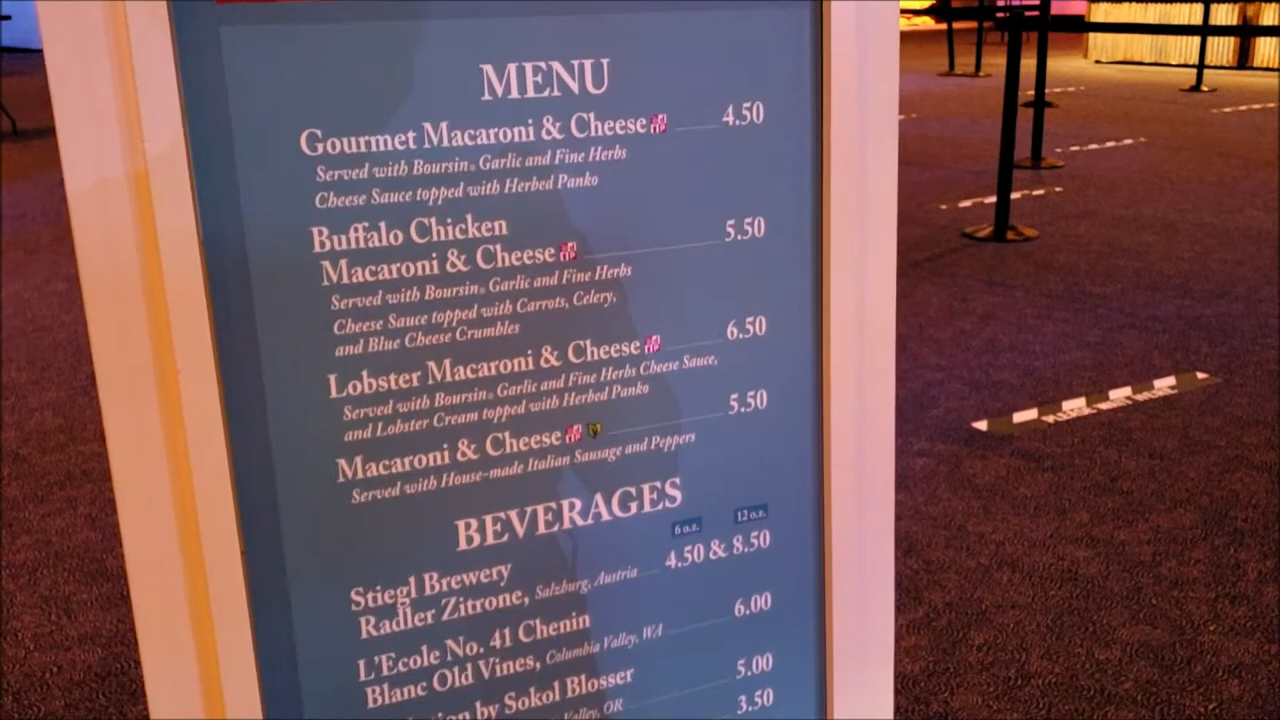 MENU
Gourmet Macaroni & Cheese 4.50
Served with Boursin® Garlic and Fine Herbs
Cheese Sauce topped with Herbed Panko
Buffalo Chicken
Macaroni & Cheese 5.50
Served with Boursin® Garlic and Fine Herbs
Cheese Sauce topped with Carrots, Celery,
and Blue Cheese Crumbles
Lobster Macaroni & Cheese 6.50
Served with Boursin® Garlic and Fine Herbs Cheese Sauce,
and Lobster Cream topped with Herbed Panko
Macaroni & Cheese 5.50
Served with House-made Italian Sausage and Peppers
BEVERAGES
6 o.z. 12 o.z.
Stiegl Brewery
Radler Zitrone, Salzburg, Austria 4.50 & 8.50
L'Ecole No. 41 Chenin
Blanc Old Vines, Columbia Valley, WA 6.00
by Sokol Blosser
Valley, OR 5.00
3.50